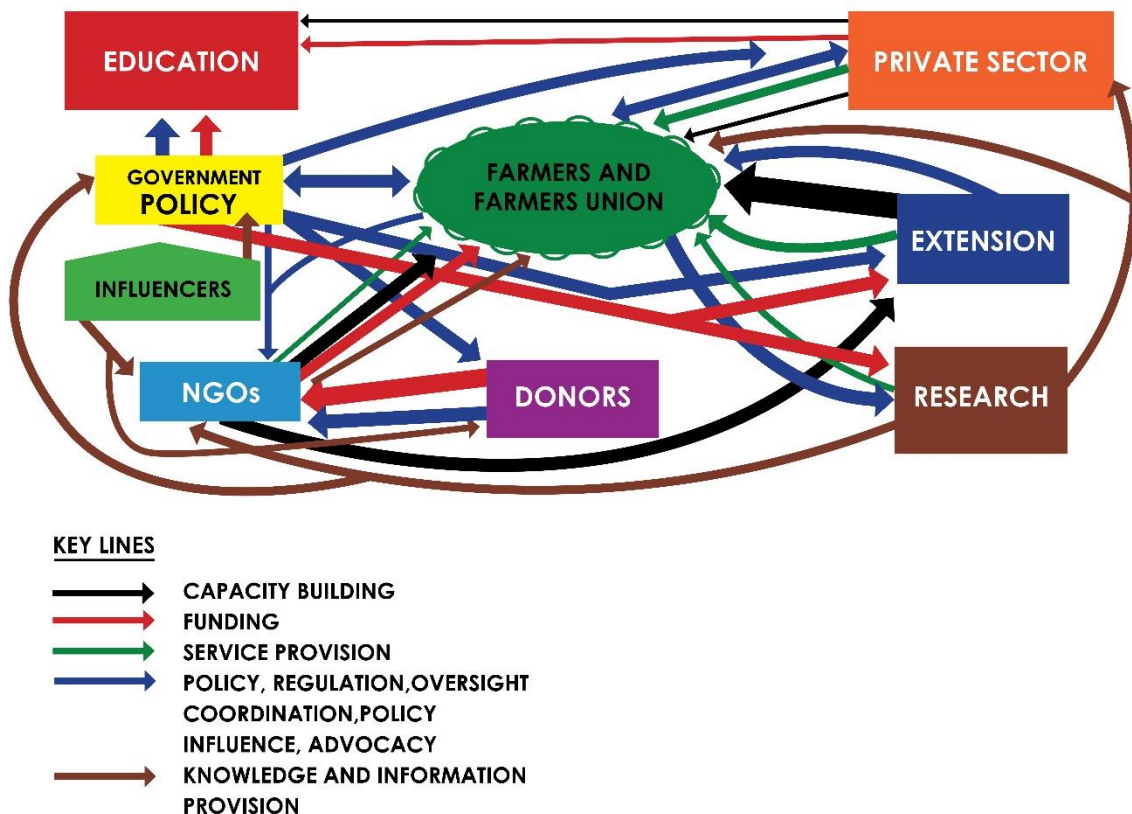 EDUCATION
PRIVATE SECTOR
GOVERNMENT
POLICY
FARMERS AND
FARMERS UNION
EXTENSION
INFLUENCERS
NGOs
DONORS
RESEARCH
KEY LINES
CAPACITY BUILDING
FUNDING
SERVICE PROVISION
POLICY, REGULATION,OVERSIGHT
COORDINATION,POLICY
INFLUENCE, ADVOCACY
KNOWLEDGE AND INFORMATION
PROVISION